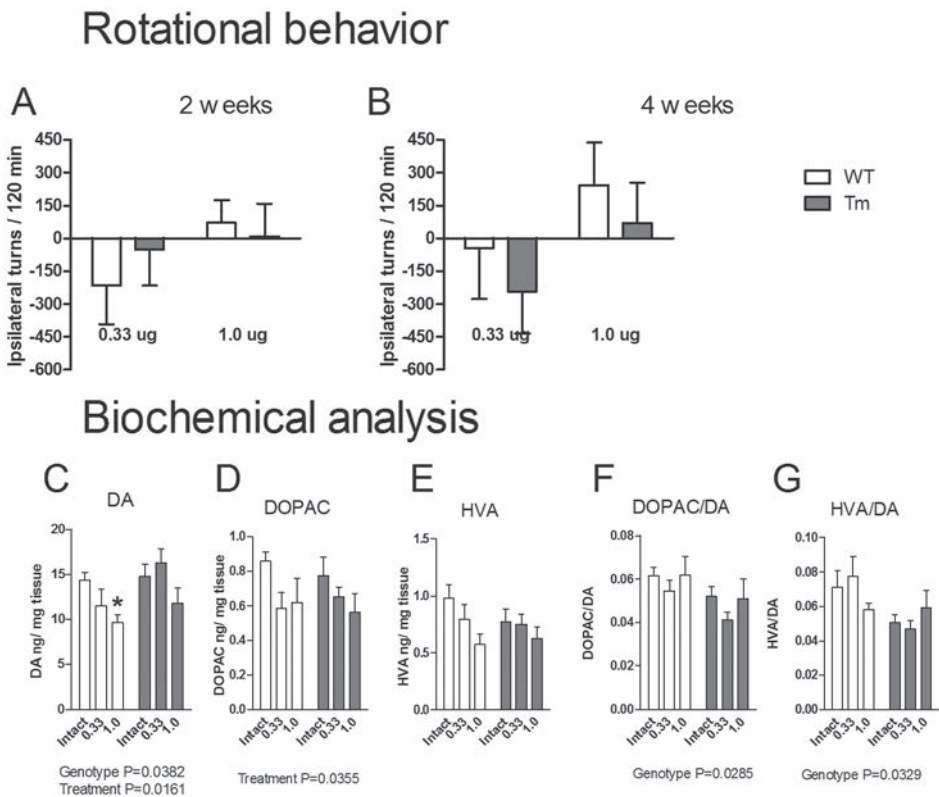 Rotational behavior
A
2 weeks
Ipsilateral turns / 120 min
450
300
150
0
-150
-300
-450
-600
0.33 ug
1.0 ug
B
4 weeks
Ipsilateral turns / 120 min
450
300
150
0
-150
-300
-450
-600
0.33 ug
1.0 ug
WT
Tm
Biochemical analysis
C
DA
DA ng/ mg tissue
20
15
10
5
0
*
Intact
0.33
1.0
Intact
0.33
1.0
Genotype P=0.0382
Treatment P=0.0161
D
DOPAC
DOPAC ng/ mg tissue
1.0
0.8
0.6
0.4
0.2
0.0
Intact
0.33
1.0
Intact
0.33
1.0
Treatment P=0.0355
E
HVA
HVA ng/ mg tissue
1.5
1.0
0.5
0.0
Intact
0.33
1.0
Intact
0.33
1.0
F
DOPAC/DA
DOPAC/DA
0.08
0.06
0.04
0.02
0.00
Intact
0.33
1.0
Intact
0.33
1.0
Genotype P=0.0285
G
HVA/DA
HVA/DA
0.10
0.08
0.06
0.04
0.02
0.00
Intact
0.33
1.0
Intact
0.33
1.0
Genotype P=0.0329